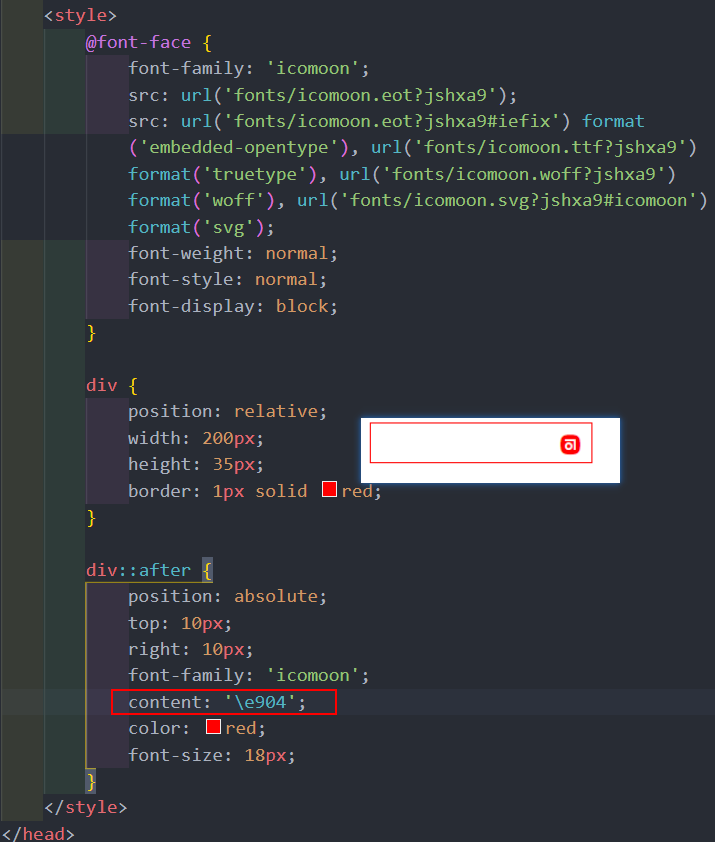 <style>
@font-face {
font-family: 'icomoon';
src: url('fonts/icomoon.eot?jshxa9');
src: url('fonts/icomoon.eot?jshxa9#iefix') format
('embedded-opentype'), url('fonts/icomoon.ttf?jshxa9')
format('truetype'), url('fonts/icomoon.woff?jshxa9')
format('woff'), url('fonts/icomoon.svg?jshxa9#icomoon')
format('svg');
font-weight: normal;
font-style: normal;
font-display: block;
}
div {
position: relative;
width: 200px;
height: 35px;
border: 1px solid red;
}
div::after {
position: absolute;
top: 10px;
right: 10px;
font-family: 'icomoon';
content: '\e904';
color: red;
font-size: 18px;
}
</style>
</head>